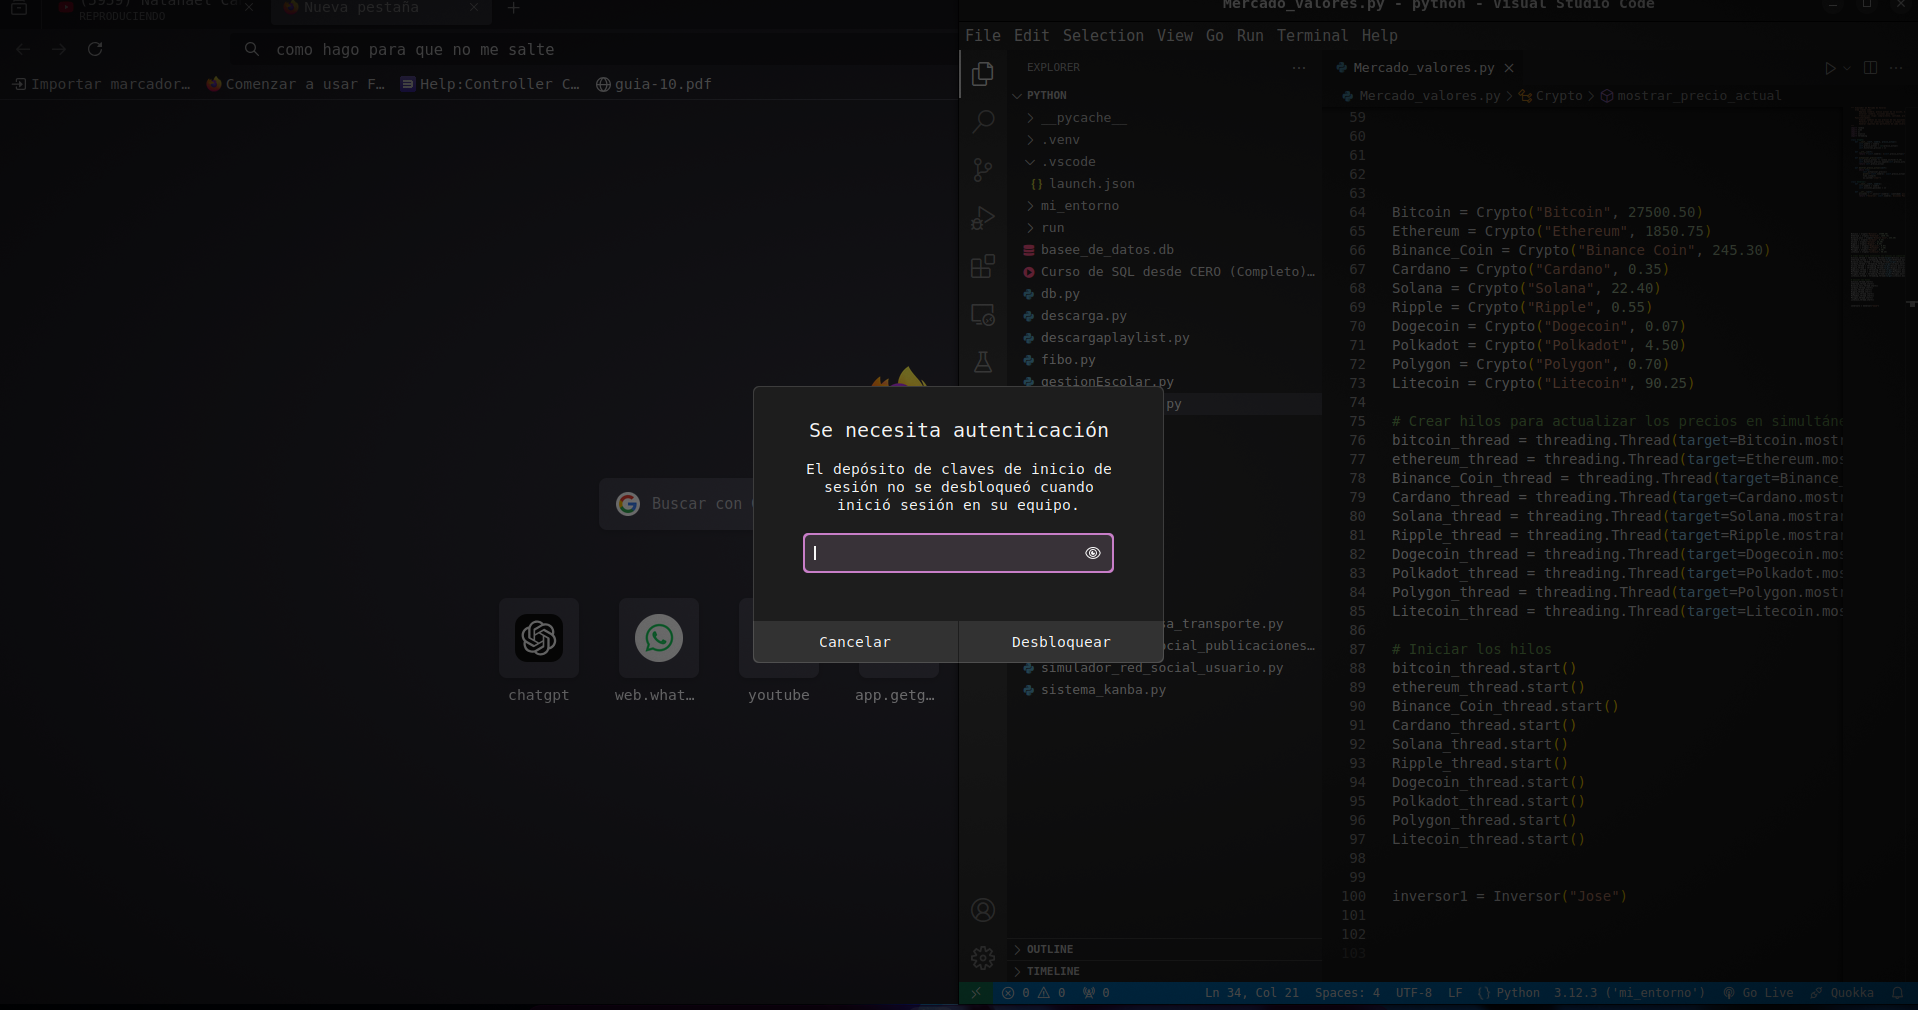 REPRODUCIENDO
Nueva pestaña
como hago para que no me salte
Importar marcador…
Comenzar a usar F…
Help:Controller C…
guia-10.pdf
Buscar con
chatgpt
web.what…
youtube
app.getg…
Mercado_valores.py - python - Visual Studio Code
File Edit Selection View Go Run Terminal Help
EXPLORER
PYTHON
__pycache__
.venv
.vscode
launch.json
mi_entorno
run
basee_de_datos.db
Curso de SQL desde CERO (Completo)…
db.py
descarga.py
descargaplaylist.py
fibo.py
gestionEscolar.py
py
sa_transporte.py
ocial_publicaciones…
simulador_red_social_usuario.py
sistema_kanba.py
OUTLINE
TIMELINE
Se necesita autenticación
El depósito de claves de inicio de
sesión no se desbloqueó cuando
inició sesión en su equipo.
Cancelar
Desbloquear
Mercado_valores.py
Mercado_valores.py > Crypto > mostrar_precio_actual
59
60
61
62
63
64 Bitcoin = Crypto("Bitcoin", 27500.50)
65 Ethereum = Crypto("Ethereum", 1850.75)
66 Binance_Coin = Crypto("Binance Coin", 245.30)
67 Cardano = Crypto("Cardano", 0.35)
68 Solana = Crypto("Solana", 22.40)
69 Ripple = Crypto("Ripple", 0.55)
70 Dogecoin = Crypto("Dogecoin", 0.07)
71 Polkadot = Crypto("Polkadot", 4.50)
72 Polygon = Crypto("Polygon", 0.70)
73 Litecoin = Crypto("Litecoin", 90.25)
74
75 # Crear hilos para actualizar los precios en simultán
76 bitcoin_thread = threading.Thread(target=Bitcoin.most
77 ethereum_thread = threading.Thread(target=Ethereum.mos
78 Binance_Coin_thread = threading.Thread(target=Binance_
79 Cardano_thread = threading.Thread(target=Cardano.mostr
80 Solana_thread = threading.Thread(target=Solana.mostrar
81 Ripple_thread = threading.Thread(target=Ripple.mostrar
82 Dogecoin_thread = threading.Thread(target=Dogecoin.mos
83 Polkadot_thread = threading.Thread(target=Polkadot.mos
84 Polygon_thread = threading.Thread(target=Polygon.mostr
85 Litecoin_thread = threading.Thread(target=Litecoin.mos
86
87 # Iniciar los hilos
88 bitcoin_thread.start()
89 ethereum_thread.start()
90 Binance_Coin_thread.start()
91 Cardano_thread.start()
92 Solana_thread.start()
93 Ripple_thread.start()
94 Dogecoin_thread.start()
95 Polkadot_thread.start()
96 Polygon_thread.start()
97 Litecoin_thread.start()
98
99
100 inversor1 = Inversor("Jose")
101
102
103
0 0 0 Ln 34, Col 21 Spaces: 4 UTF-8 LF {} Python 3.12.3 ('mi_entorno') Go Live Quokka